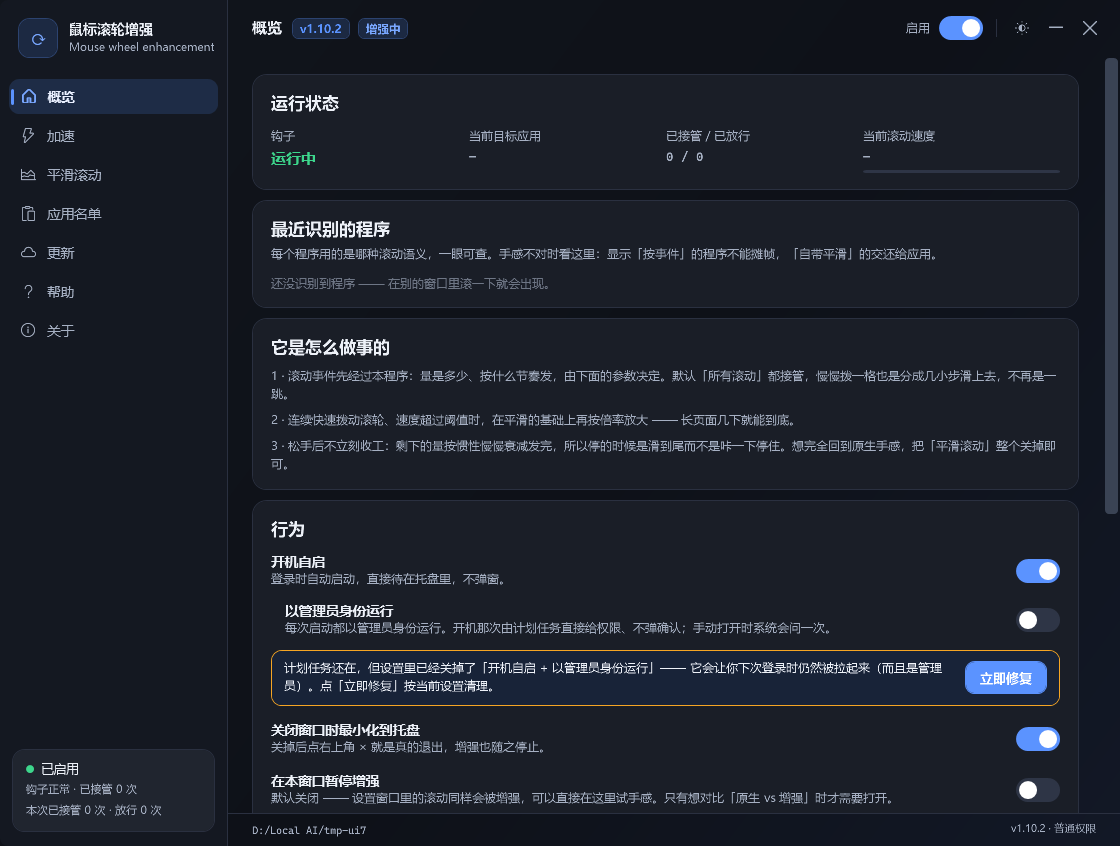 鼠标滚轮增强
Mouse wheel enhancement
概览
加速
平滑滚动
应用名单
更新
帮助
关于
已启用
钩子正常 · 已接管 0 次
本次已接管 0 次 · 放行 0 次
概览 v1.10.2 增强中
启用
运行状态
钩子 当前目标应用 已接管 / 已放行 当前滚动速度
运行中 – 0 / 0 –
最近识别的程序
每个程序用的是哪种滚动语义，一眼可查。手感不对时看这里：显示「按事件」的程序不能摊帧，「自带平滑」的交还给应用。
还没识别到程序 —— 在别的窗口里滚一下就会出现。
它是怎么做事的
1 · 滚动事件先经过本程序：量是多少、按什么节奏发，由下面的参数决定。默认「所有滚动」都接管，慢慢拨一格也是分成几小步滑上去，不再是一
跳。
2 · 连续快速拨动滚轮、速度超过阈值时，在平滑的基础上再按倍率放大 —— 长页面几下就能到底。
3 · 松手后不立刻收工：剩下的量按惯性慢慢衰减发完，所以停的时候是滑到尾而不是咔一下停住。想完全回到原生手感，把「平滑滚动」整个关掉即
可。
行为
开机自启
登录时自动启动，直接待在托盘里，不弹窗。
以管理员身份运行
每次启动都以管理员身份运行。开机那次由计划任务直接给权限、不弹确认；手动打开时系统会问一次。
计划任务还在，但设置里已经关掉了「开机自启 + 以管理员身份运行」—— 它会让你下次登录时仍然被拉起来（而且是管理
员）。点「立即修复」按当前设置清理。
立即修复
关闭窗口时最小化到托盘
关掉后点右上角 × 就是真的退出，增强也随之停止。
在本窗口暂停增强
默认关闭 —— 设置窗口里的滚动同样会被增强，可以直接在这里试手感。只有想对比「原生 vs 增强」时才需要打开。
D:/Local AI/tmp-ui7
v1.10.2 · 普通权限